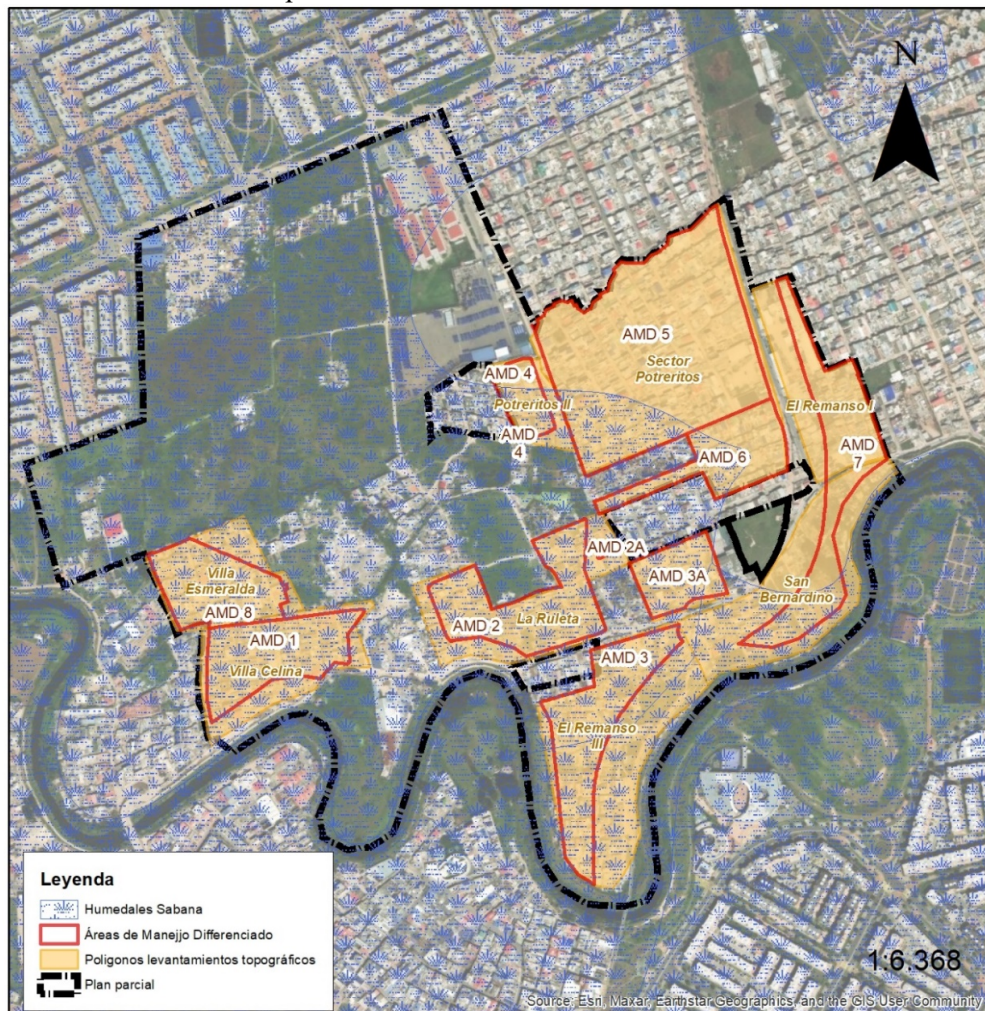 N
AMD 5
Sector
Potreritos
AMD 4
Potreritos II
AMD
4
El Remanso I
AMD
7
AMD 6
AMD 2A
AMD 3A
San
Bernardino
Villa
Esmeralda
AMD 8
AMD 1
Villa Celina
AMD 2
La Ruleta
AMD 3
El Remanso
III
Leyenda
Humedales Sabana
Áreas de Manejjo Differenciado
Poligonos levantamientos topográficos
Plan parcial
1:6.368
Source: Esri, Maxar, Earthstar Geographics, and the GIS User Community